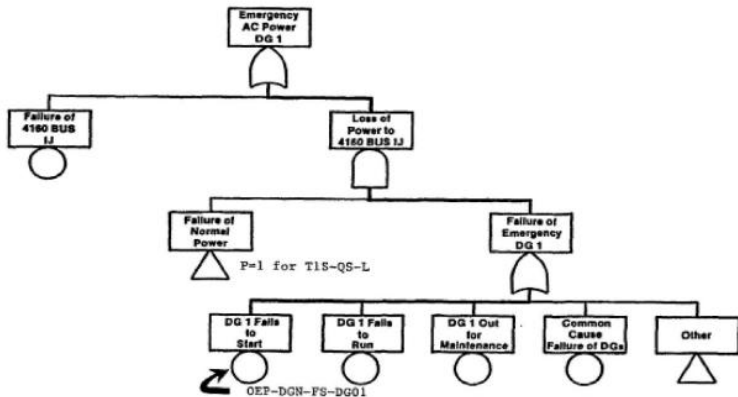 Emergency
AC Power
DG 1
Failure of
4160 BUS
IJ
Loss of
Power to
4160 BUS IJ
Failure of
Normal
Power
P=1 for T1S-QS-L
Failure of
Emergency
DG 1
DG 1 Fails
to
Start
DG 1 Fails
to
Run
DG 1 Out
for
Maintenance
Common
Cause
Failure of DGs
Other
OEP-DGN-FS-DG01